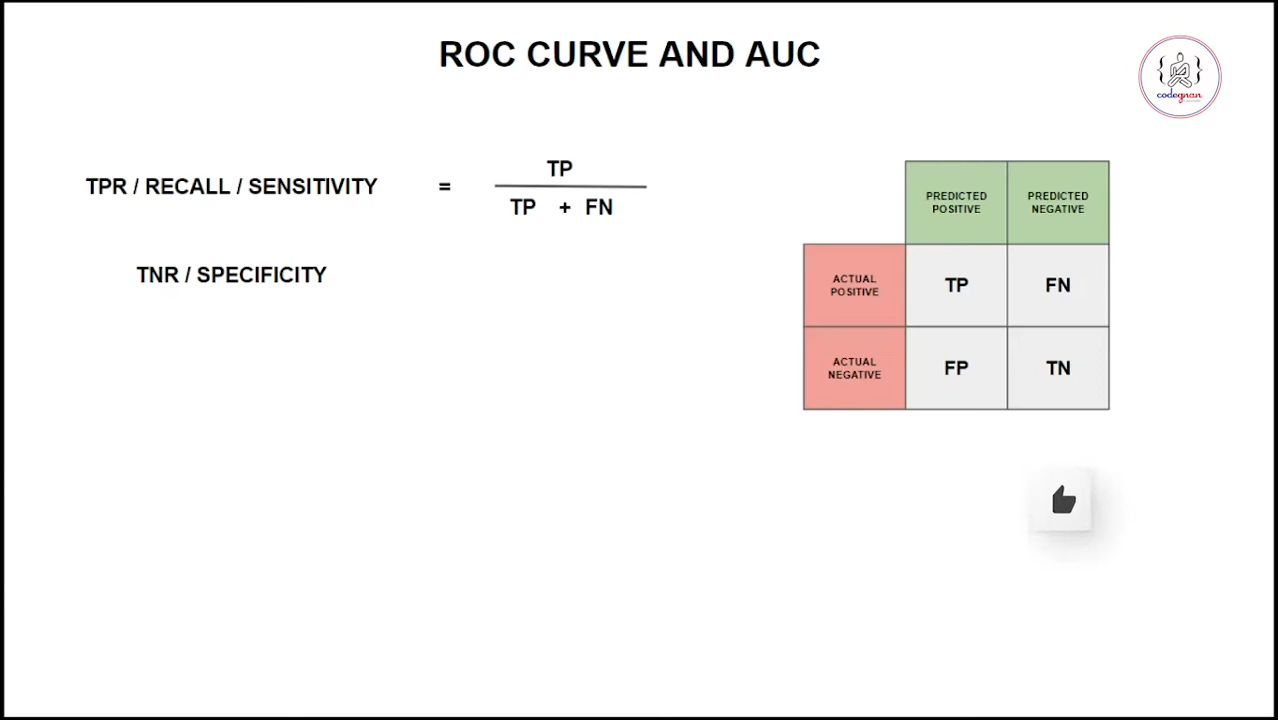 ROC CURVE AND AUC
codegnan
TPR / RECALL / SENSITIVITY = TP
TP + FN
TNR / SPECIFICITY
PREDICTED POSITIVE
PREDICTED NEGATIVE
ACTUAL POSITIVE
TP
FN
ACTUAL NEGATIVE
FP
TN